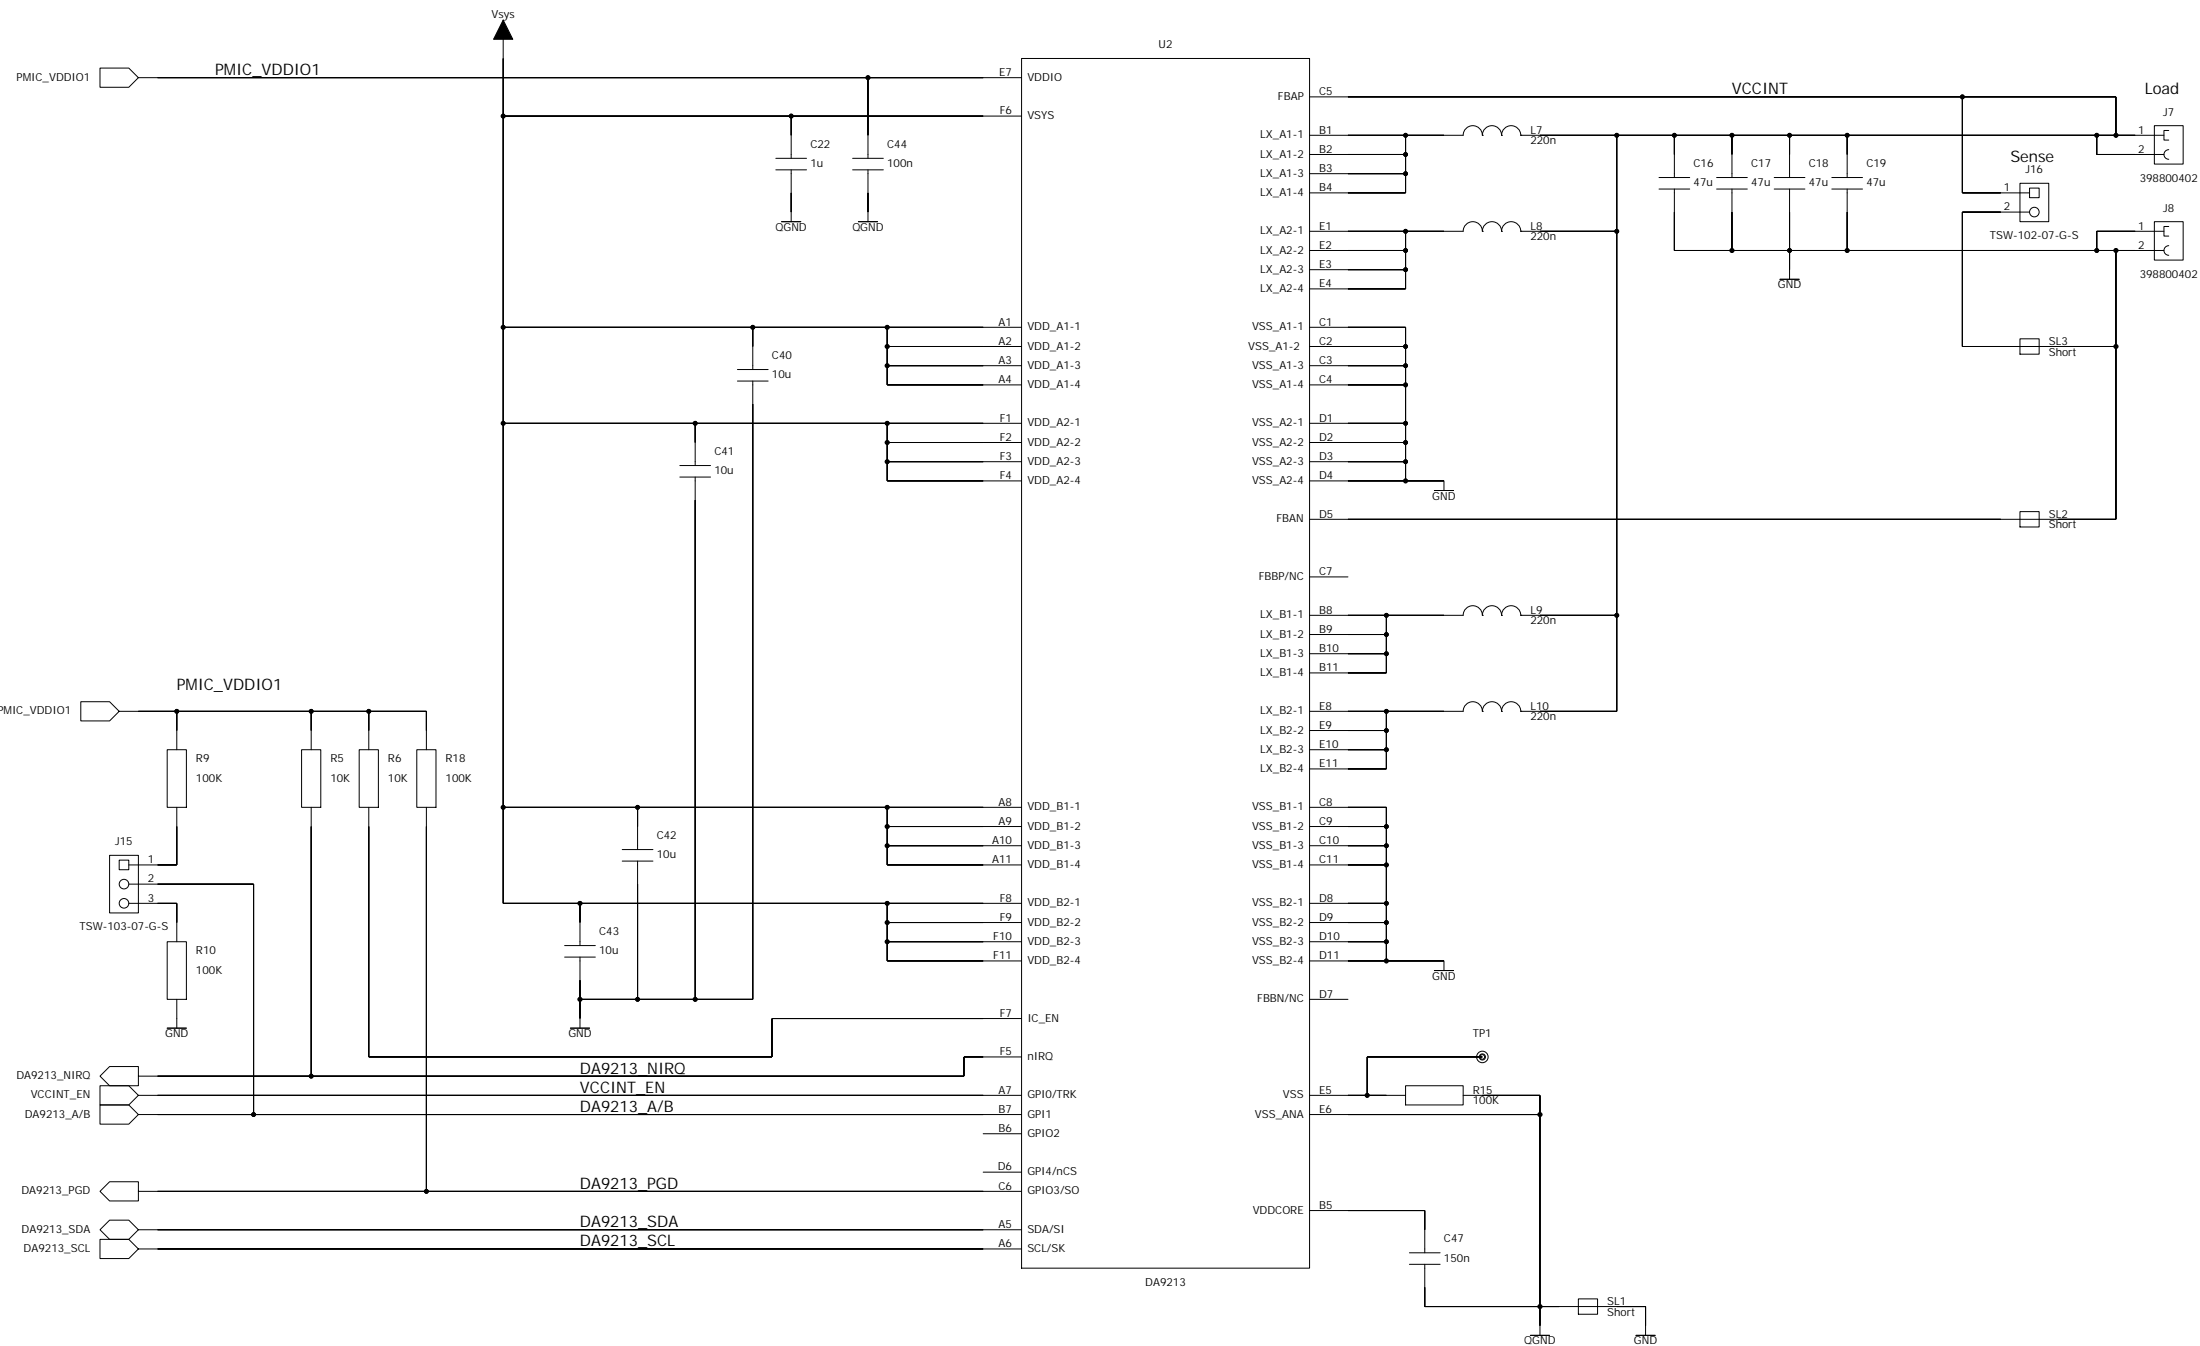 Vsys
U2
PMIC_VDDIO1
PMIC_VDDIO1
E7 VDDIO
F6 VSYS
C22
1u
QGND
C44
100n
QGND
A1 VDD_A1-1
A2 VDD_A1-2
A3 VDD_A1-3
A4 VDD_A1-4
C40
10u
F1 VDD_A2-1
F2 VDD_A2-2
F3 VDD_A2-3
F4 VDD_A2-4
C41
10u
A8 VDD_B1-1
A9 VDD_B1-2
A10 VDD_B1-3
A11 VDD_B1-4
C42
10u
F8 VDD_B2-1
F9 VDD_B2-2
F10 VDD_B2-3
F11 VDD_B2-4
C43
10u
GND
F7 IC_EN
F5 nIRQ
A7 GPI0/TRK
B7 GPI1
B6 GPIO2
D6 GPI4/nCS
C6 GPIO3/SO
A5 SDA/SI
A6 SCL/SK
PMIC_VDDIO1
PMIC_VDDIO1
R9
100K
R5
10K
R6
10K
R18
100K
J15
1
2
3
TSW-103-07-G-S
R10
100K
GND
DA9213_NIRQ
DA9213_NIRQ
VCCINT_EN
VCCINT_EN
DA9213_A/B
DA9213_A/B
DA9213_PGD
DA9213_PGD
DA9213_SDA
DA9213_SDA
DA9213_SCL
DA9213_SCL
DA9213
FBAP C5
VCCINT
LX_A1-1 B1
LX_A1-2 B2
LX_A1-3 B3
LX_A1-4 B4
L7
220n
LX_A2-1 E1
LX_A2-2 E2
LX_A2-3 E3
LX_A2-4 E4
L8
220n
VSS_A1-1 C1
VSS_A1-2 C2
VSS_A1-3 C3
VSS_A1-4 C4
VSS_A2-1 D1
VSS_A2-2 D2
VSS_A2-3 D3
VSS_A2-4 D4
GND
FBAN D5
FBBP/NC C7
LX_B1-1 B8
LX_B1-2 B9
LX_B1-3 B10
LX_B1-4 B11
L9
220n
LX_B2-1 E8
LX_B2-2 E9
LX_B2-3 E10
LX_B2-4 E11
L10
220n
VSS_B1-1 C8
VSS_B1-2 C9
VSS_B1-3 C10
VSS_B1-4 C11
VSS_B2-1 D8
VSS_B2-2 D9
VSS_B2-3 D10
VSS_B2-4 D11
GND
FBBN/NC D7
TP1
VSS E5
R15
100K
VSS_ANA E6
VDDCORE B5
C47
150n
SL1
Short
QGND
GND
C16
47u
C17
47u
C18
47u
C19
47u
GND
Load
J7
1
2
398800402
Sense
J16
1
2
TSW-102-07-G-S
J8
1
2
398800402
SL3
Short
SL2
Short